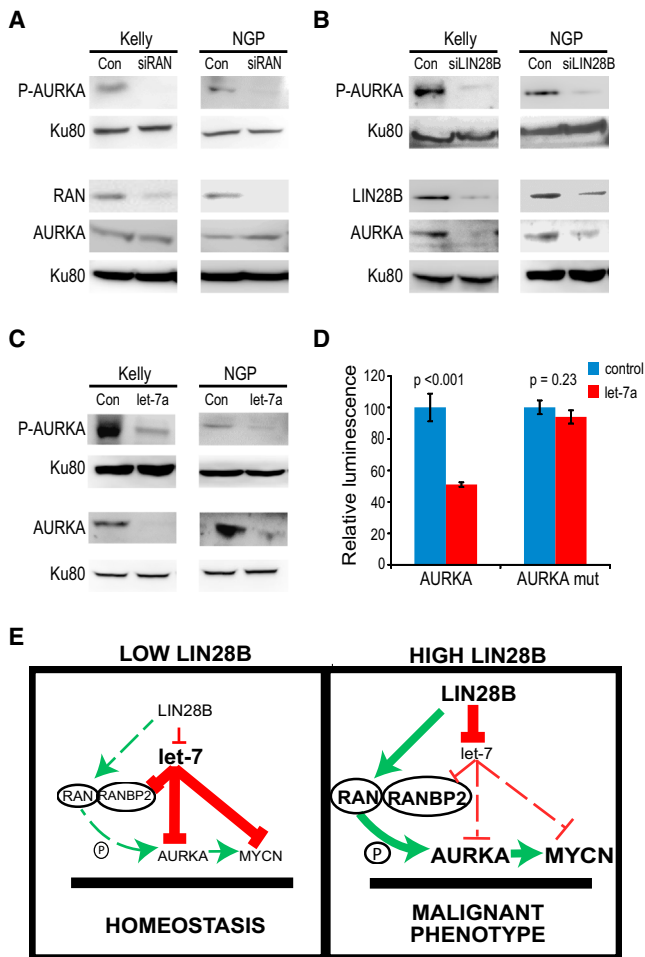 A
Kelly NGP
Con siRAN Con siRAN
P-AURKA
Ku80
RAN
AURKA
Ku80
B
Kelly NGP
Con siLIN28B Con siLIN28B
P-AURKA
Ku80
LIN28B
AURKA
Ku80
C
Kelly NGP
Con let-7a Con let-7a
P-AURKA
Ku80
AURKA
Ku80
D
Relative luminescence
120
100
80
60
40
20
0
p <0.001 p = 0.23
control
let-7a
AURKA AURKA mut
E
LOW LIN28B
LIN28B
let-7
RAN RANBP2
P
AURKA MYCN
HOMEOSTASIS
HIGH LIN28B
LIN28B
let-7
RAN RANBP2
P
AURKA MYCN
MALIGNANT
PHENOTYPE